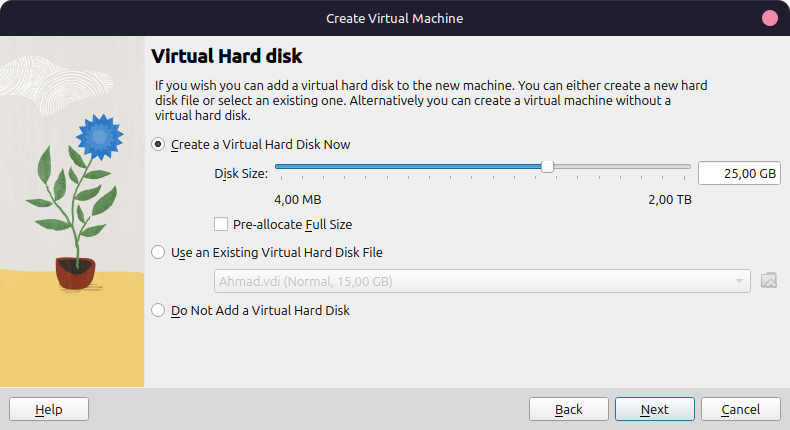 Create Virtual Machine
Virtual Hard disk
If you wish you can add a virtual hard disk to the new machine. You can either create a new hard
disk file or select an existing one. Alternatively you can create a virtual machine without a
virtual hard disk.
Create a Virtual Hard Disk Now
Disk Size:
25,00 GB
4,00 MB
2,00 TB
Pre-allocate Full Size
Use an Existing Virtual Hard Disk File
Ahmad.vdi (Normal, 15,00 GB)
Do Not Add a Virtual Hard Disk
Help
Back
Next
Cancel